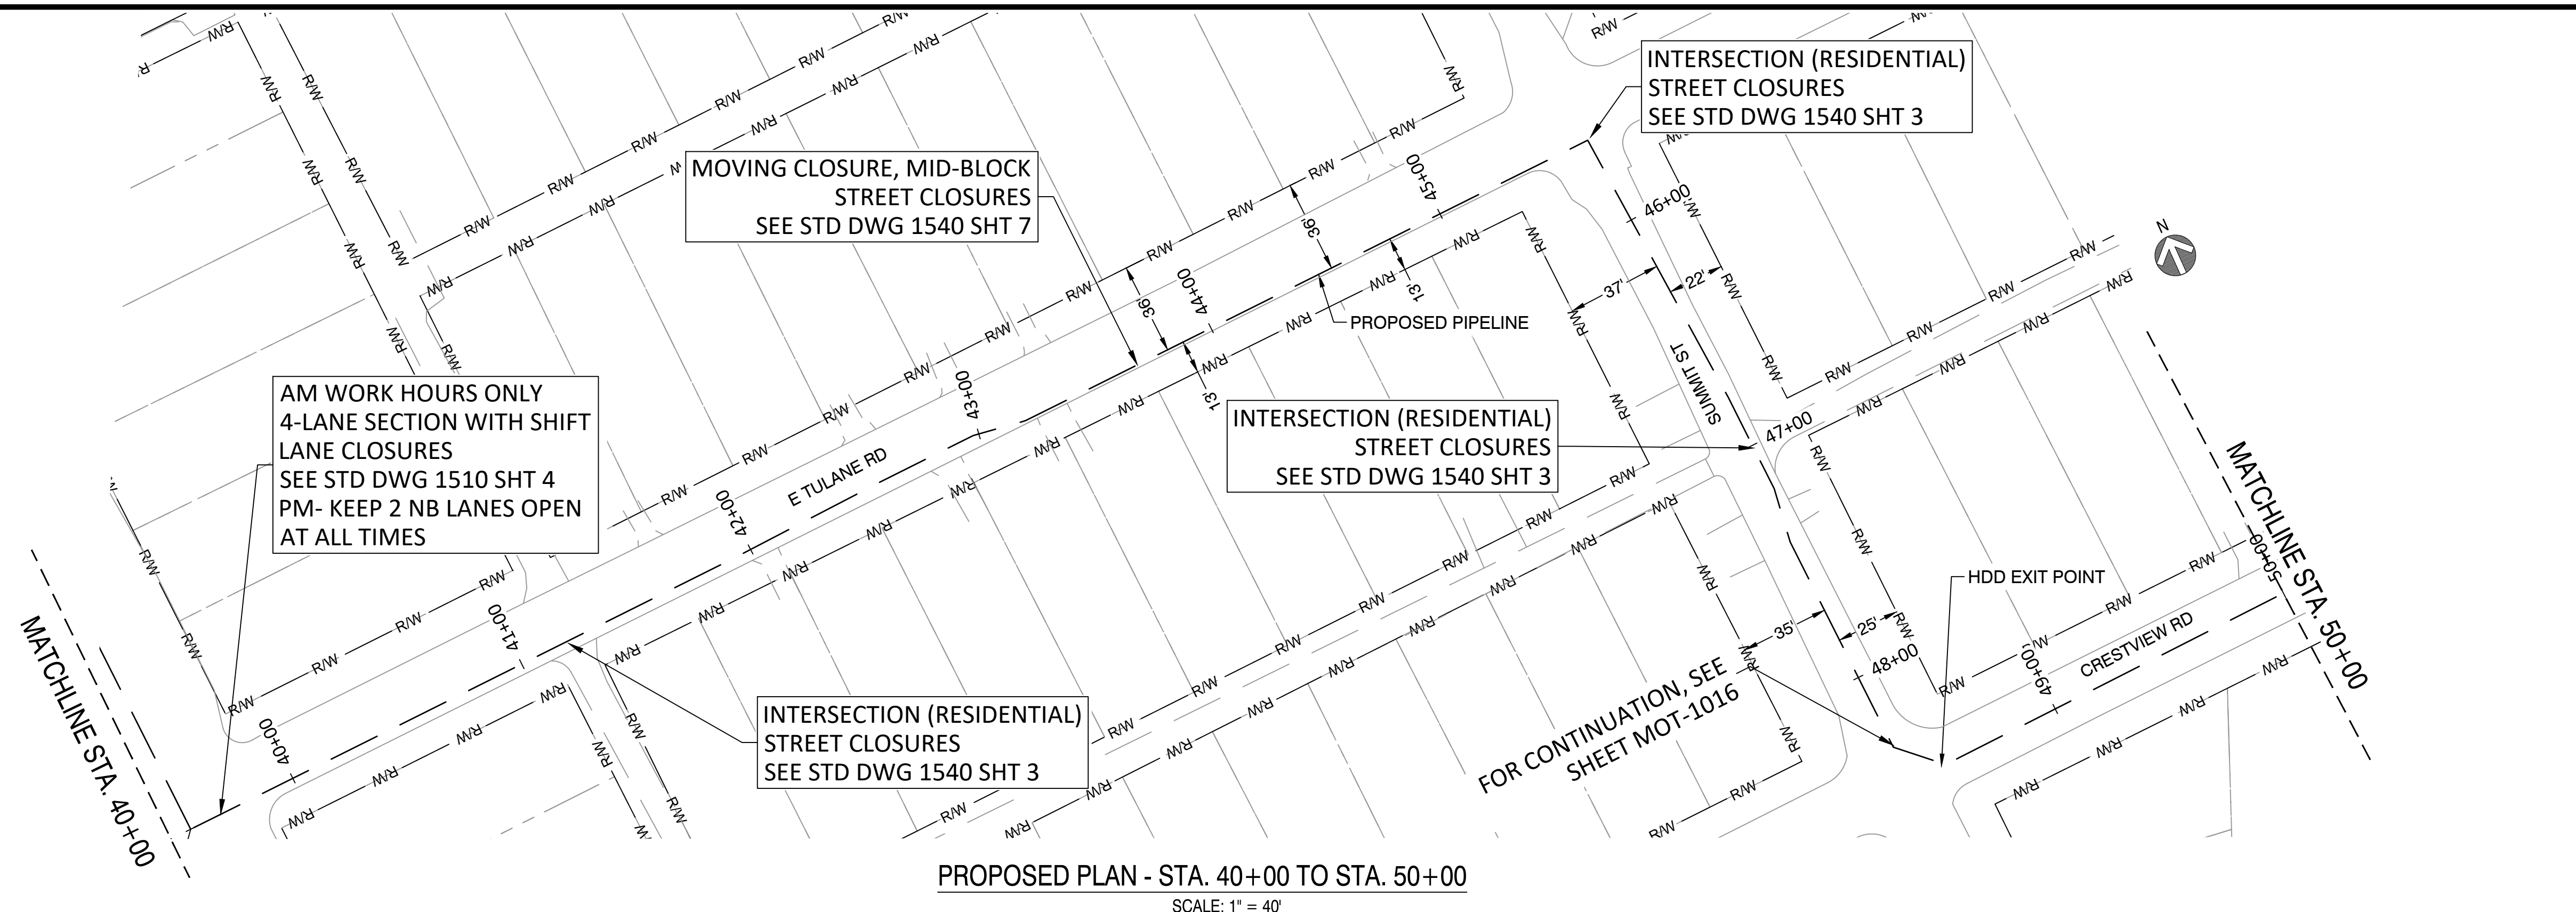 INTERSECTION (RESIDENTIAL)
STREET CLOSURES
SEE STD DWG 1540 SHT 3
MOVING CLOSURE, MID-BLOCK
STREET CLOSURES
SEE STD DWG 1540 SHT 7
AM WORK HOURS ONLY
4-LANE SECTION WITH SHIFT
LANE CLOSURES
SEE STD DWG 1510 SHT 4
PM- KEEP 2 NB LANES OPEN
AT ALL TIMES
INTERSECTION (RESIDENTIAL)
STREET CLOSURES
SEE STD DWG 1540 SHT 3
INTERSECTION (RESIDENTIAL)
STREET CLOSURES
SEE STD DWG 1540 SHT 3
PROPOSED PIPELINE
HDD EXIT POINT
FOR CONTINUATION, SEE
SHEET MOT-1016
E TULANE RD
SUMMIT ST
CRESTVIEW RD
MATCHLINE STA. 40+00
MATCHLINE STA. 50+00
40+00
41+00
42+00
43+00
44+00
45+00
46+00
47+00
48+00
49+00
50+00
36'
13'
36'
13'
37'
22'
35'
25'
N
R/W
R/W
R/W
R/W
R/W
R/W
R/W
R/W
R/W
R/W
R/W
R/W
PROPOSED PLAN - STA. 40+00 TO STA. 50+00
SCALE: 1" = 40'